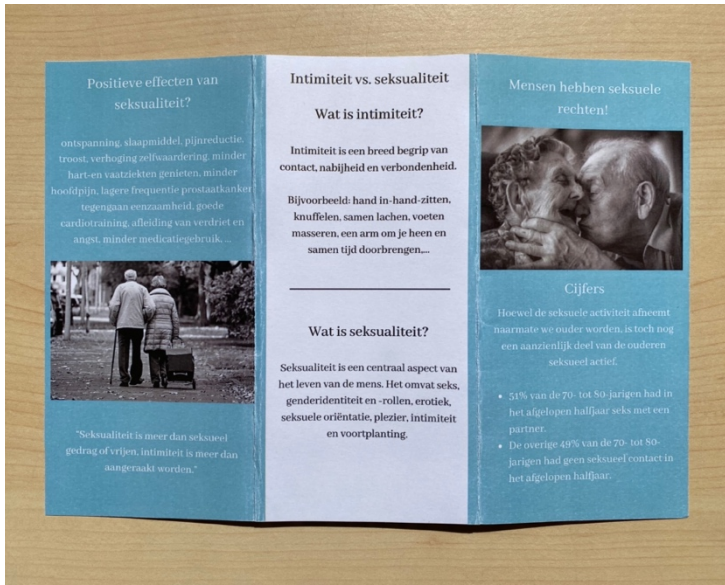 Positieve effecten van
seksualiteit?
ontspanning, slaapmiddel, pijnreductie,
troost, verhoging zelfwaardering, minder
hart-en vaatziekten genieten, minder
hoofdpijn, lagere frequentie prostaatkanker
tegengaan eenzaamheid, goede
cardiotraining, afleiding van verdriet en
angst, minder medicatiegebruik, ...
"Seksualiteit is meer dan seksueel
gedrag of vrijen, intimiteit is meer dan
aangeraakt worden."
Intimiteit vs. seksualiteit
Wat is intimiteit?
Intimiteit is een breed begrip van
contact, nabijheid en verbondenheid.
Bijvoorbeeld: hand in-hand-zitten,
knuffelen, samen lachen, voeten
masseren, een arm om je heen en
samen tijd doorbrengen,...
Wat is seksualiteit?
Seksualiteit is een centraal aspect van
het leven van de mens. Het omvat seks,
genderidentiteit en -rollen, erotiek,
seksuele oriëntatie, plezier, intimiteit
en voortplanting.
Mensen hebben seksuele
rechten!
Cijfers
Hoewel de seksuele activiteit afneemt
naarmate we ouder worden, is toch nog
een aanzienlijk deel van de ouderen
seksueel actief.
• 51% van de 70- tot 80-jarigen had in
het afgelopen halfjaar seks met een
partner.
• De overige 49% van de 70- tot 80-
jarigen had geen seksueel contact in
het afgelopen halfjaar.